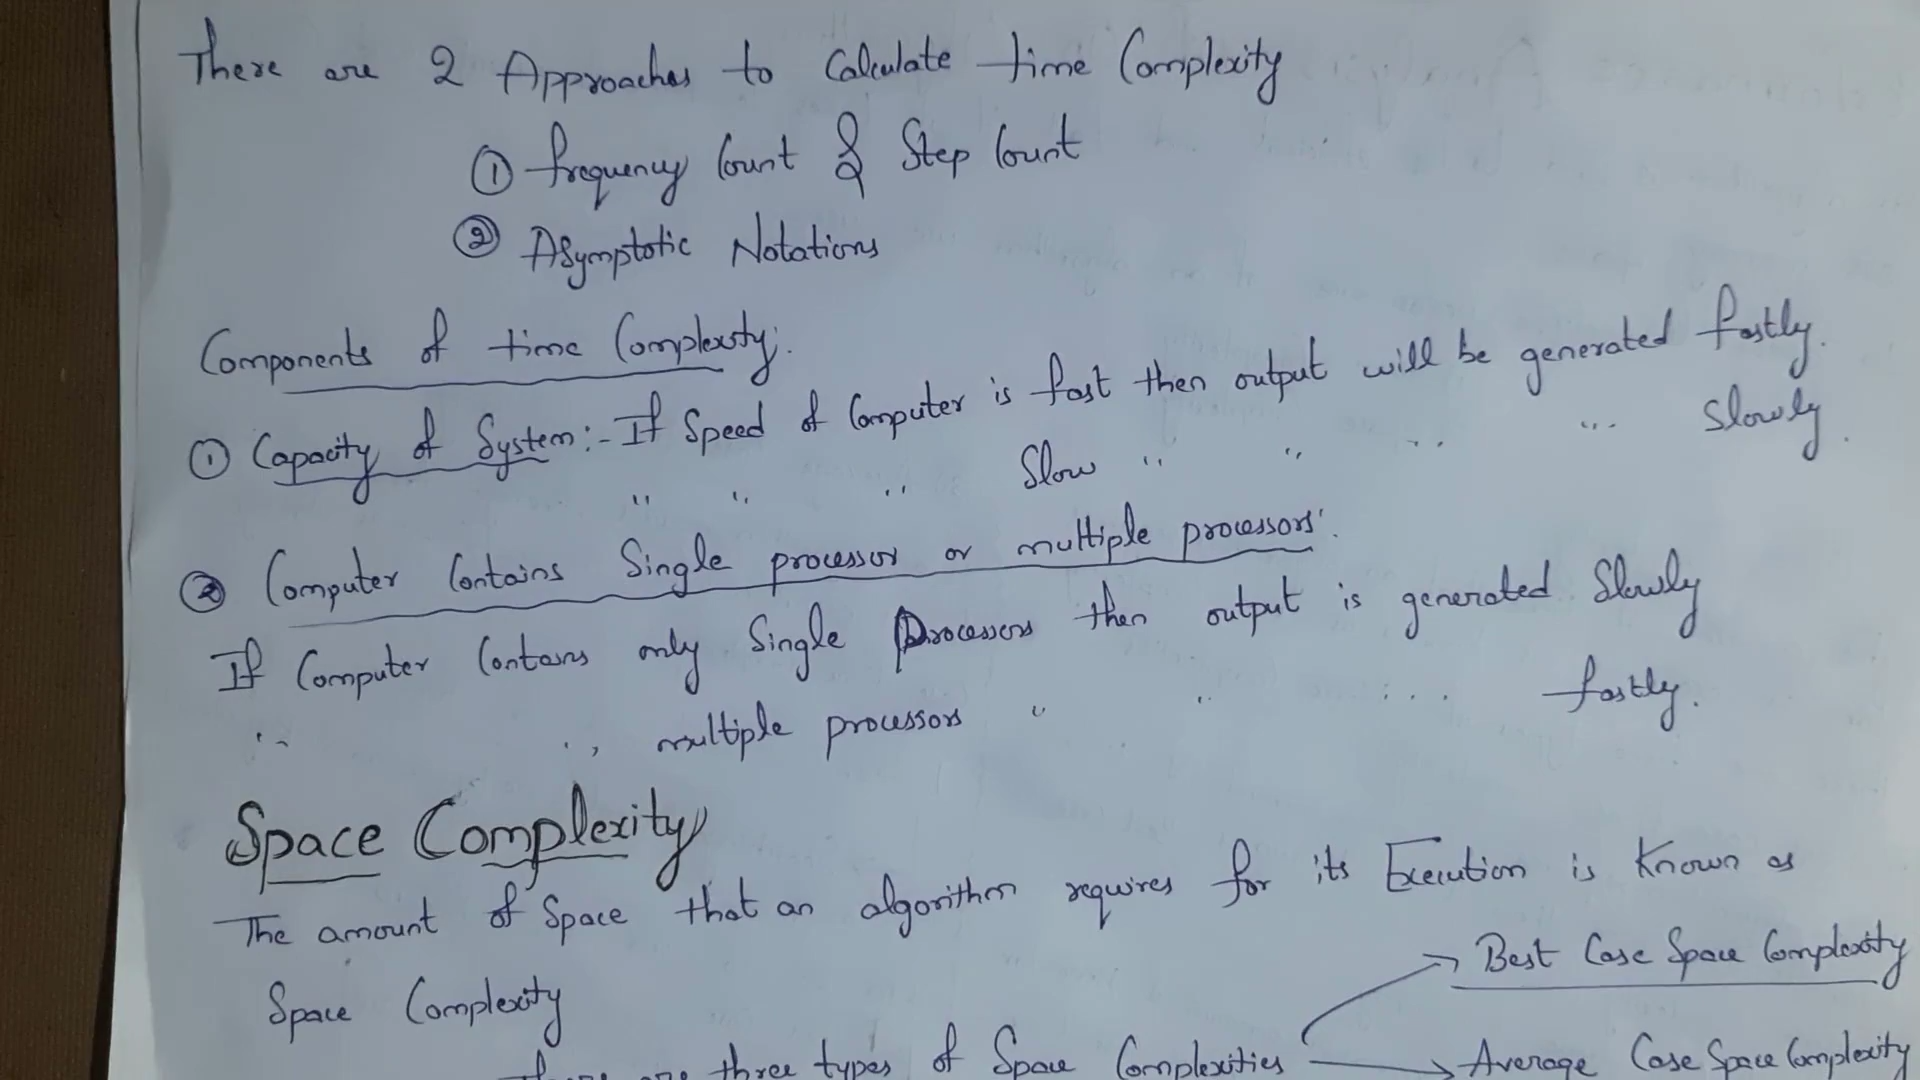 There are 2 Approaches to Calculate time Complexity
① frequency Count & Step Count
② Asymptotic Notations
Components of time Complexity:
① Capacity of System:- If Speed of Computer is fast then output will be generated fastly.
" " " Slow " " " " Slowly.
② Computer Contains Single processor or multiple processors:
If Computer Contains only Single Processors then output is generated Slowly
" " multiple processors " " " fastly.
Space Complexity
The amount of Space that an algorithm requires for its Execution is Known as
Space Complexity
→ Best Case Space Complexity
There are three types of Space Complexities → Average Case Space Complexity